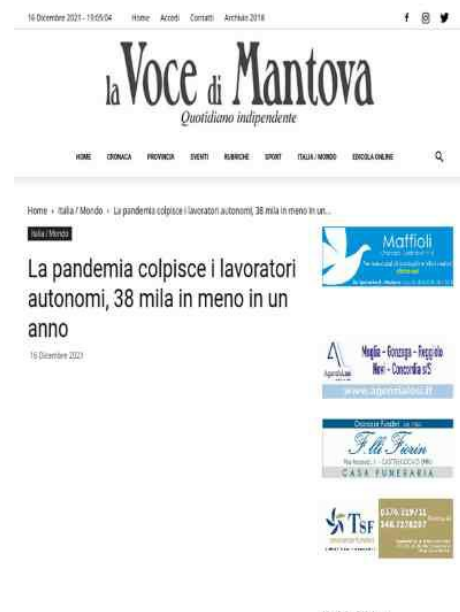 16 Dicembre 2021 - 19:05:04 Home Accedi Contatti Archivio 2018
la Voce di Mantova
Quotidiano indipendente
HOME CRONACA PROVINCIA EVENTI RUBRICHE SPORT ITALIA / MONDO EDICOLA ONLINE
Home › Italia / Mondo › La pandemia colpisce i lavoratori autonomi, 38 mila in meno in un...
Italia / Mondo
La pandemia colpisce i lavoratori
autonomi, 38 mila in meno in un
anno
16 Dicembre 2021
Maffioli
Moglia - Gonzaga - Reggiolo
Novi - Concordia s/S
www.agenzialosi.it
F.lli Fiorin
CASA FUNERARIA
TSF
0376.319711